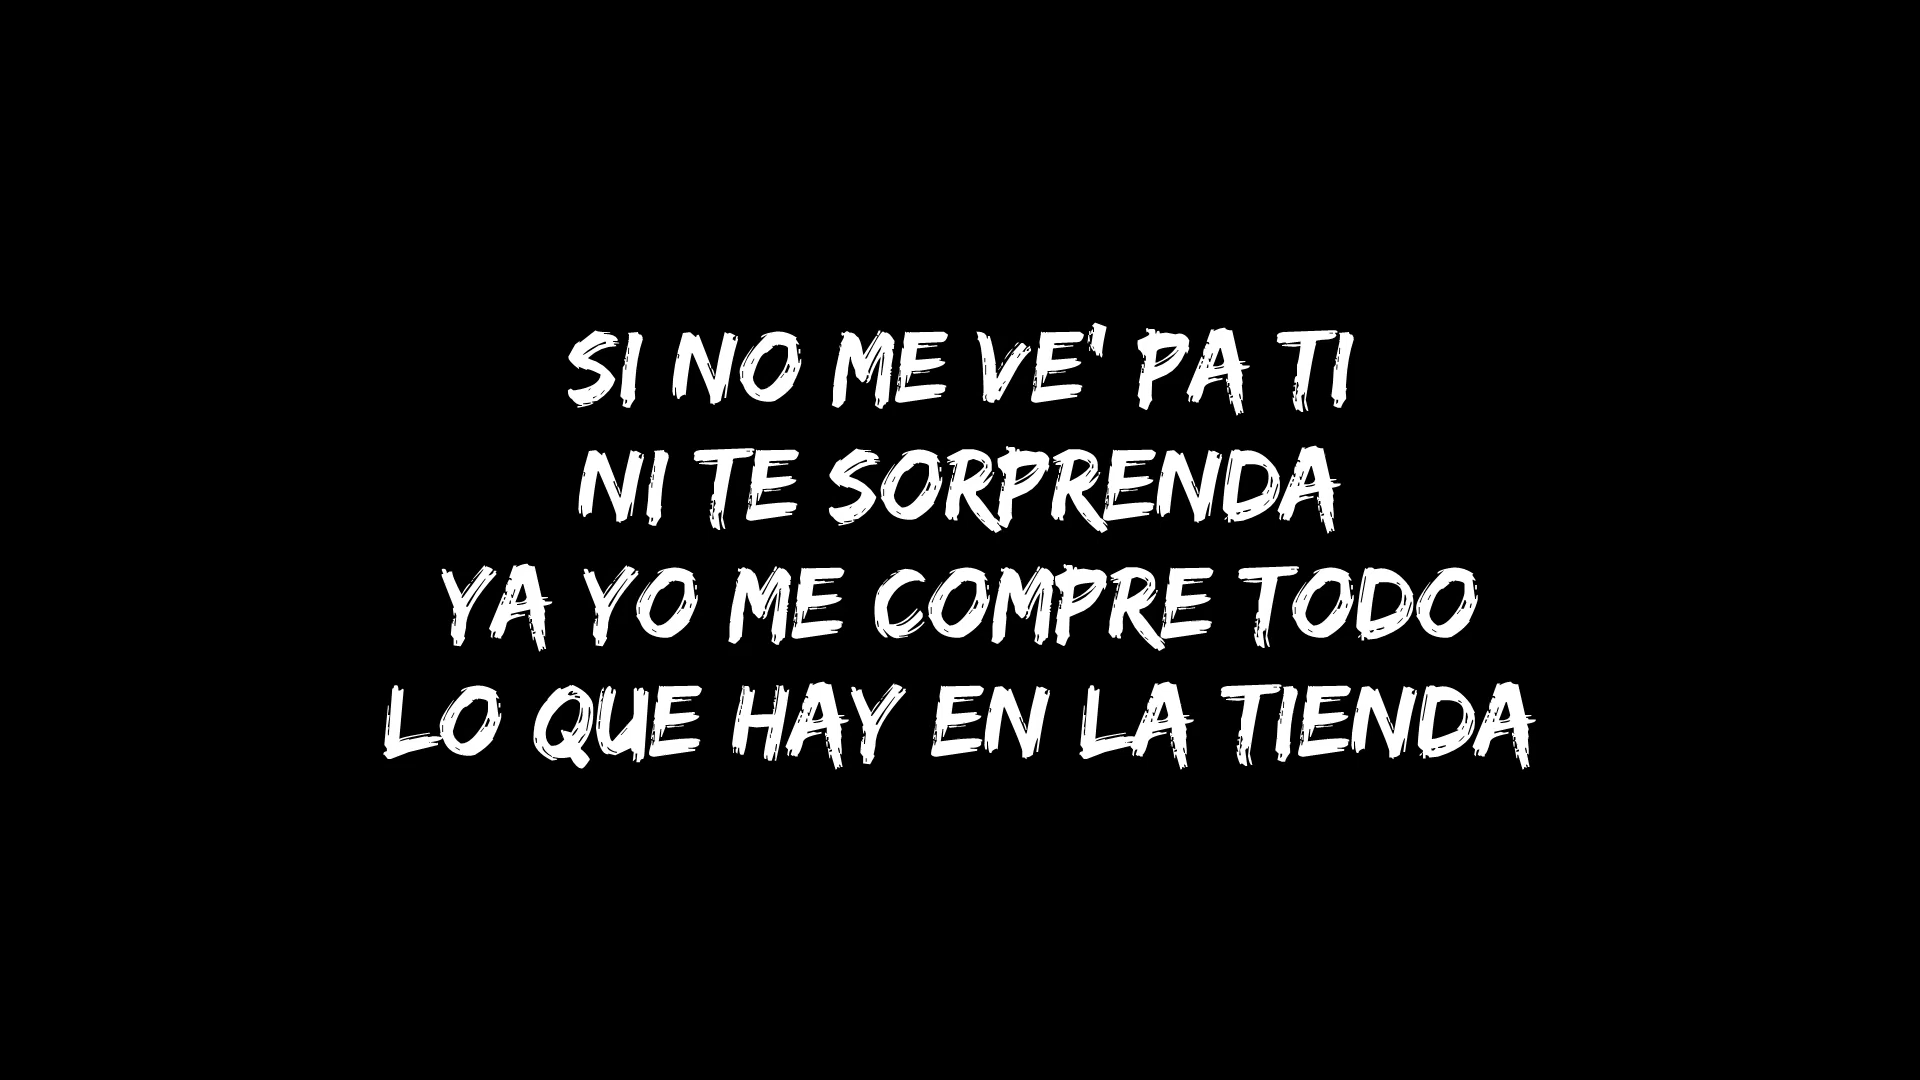 SI NO ME VE' PA TI
NI TE SORPRENDA
YA YO ME COMPRE TODO
LO QUE HAY EN LA TIENDA